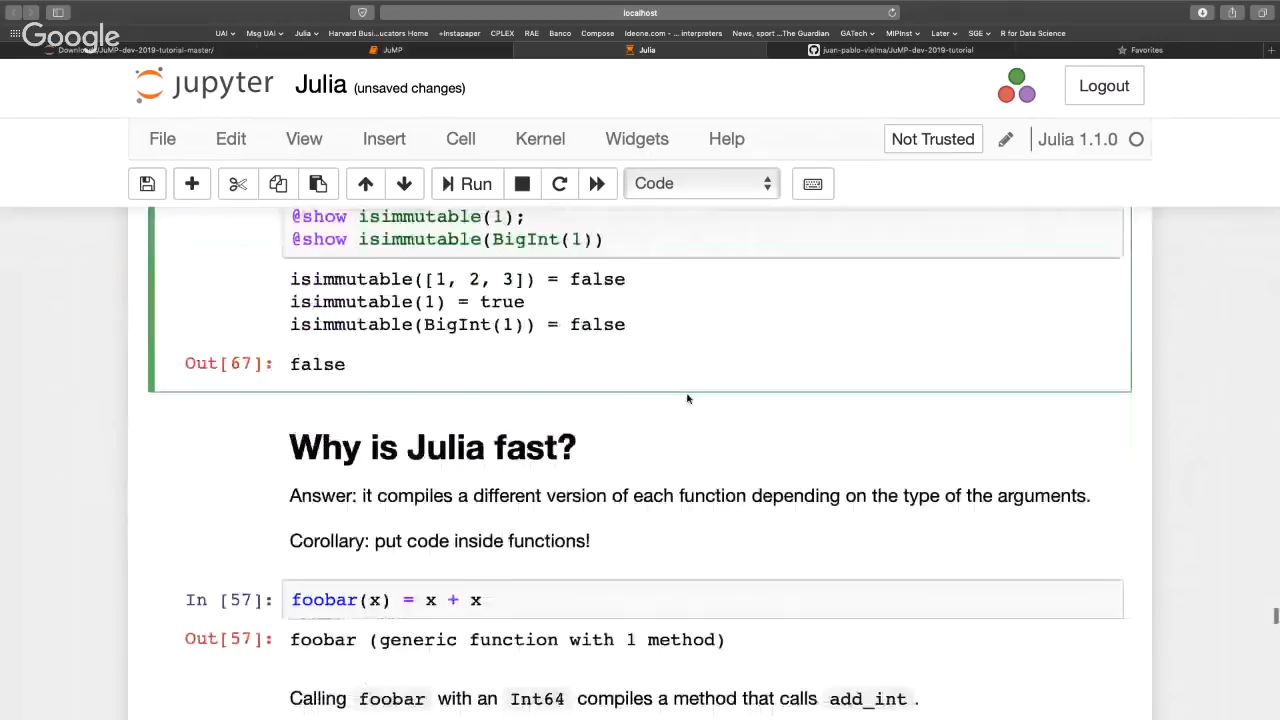 localhost
Google
UAI Msg UAI Julia Harvard Busi...ucators Home +Instapaper CPLEX RAE Banco Compose Ideone.com - ... interpreters News, sport ...The Guardian GATech MIPInst Later SGE R for Data Science
Downloads/JuMP-dev-2019-tutorial-master/ JuMP Julia juan-pablo-vielma/JuMP-dev-2019-tutorial Favorites
jupyter Julia (unsaved changes) Logout
File Edit View Insert Cell Kernel Widgets Help Not Trusted Julia 1.1.0
Run Code
@show isimmutable(1);
@show isimmutable(BigInt(1))
isimmutable([1, 2, 3]) = false
isimmutable(1) = true
isimmutable(BigInt(1)) = false
Out[67]: false
Why is Julia fast?
Answer: it compiles a different version of each function depending on the type of the arguments.
Corollary: put code inside functions!
In [57]: foobar(x) = x + x
Out[57]: foobar (generic function with 1 method)
Calling foobar with an Int64 compiles a method that calls add_int .